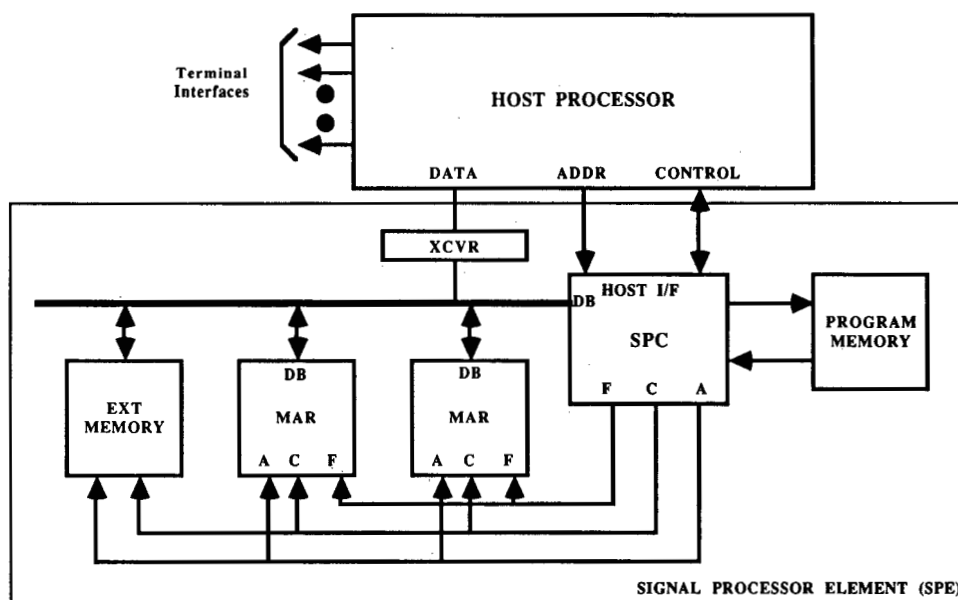 Terminal
Interfaces
HOST PROCESSOR
DATA
ADDR
CONTROL
XCVR
DB
HOST I/F
SPC
F C A
PROGRAM
MEMORY
EXT
MEMORY
DB
MAR
A C F
DB
MAR
A C F
SIGNAL PROCESSOR ELEMENT (SPE)